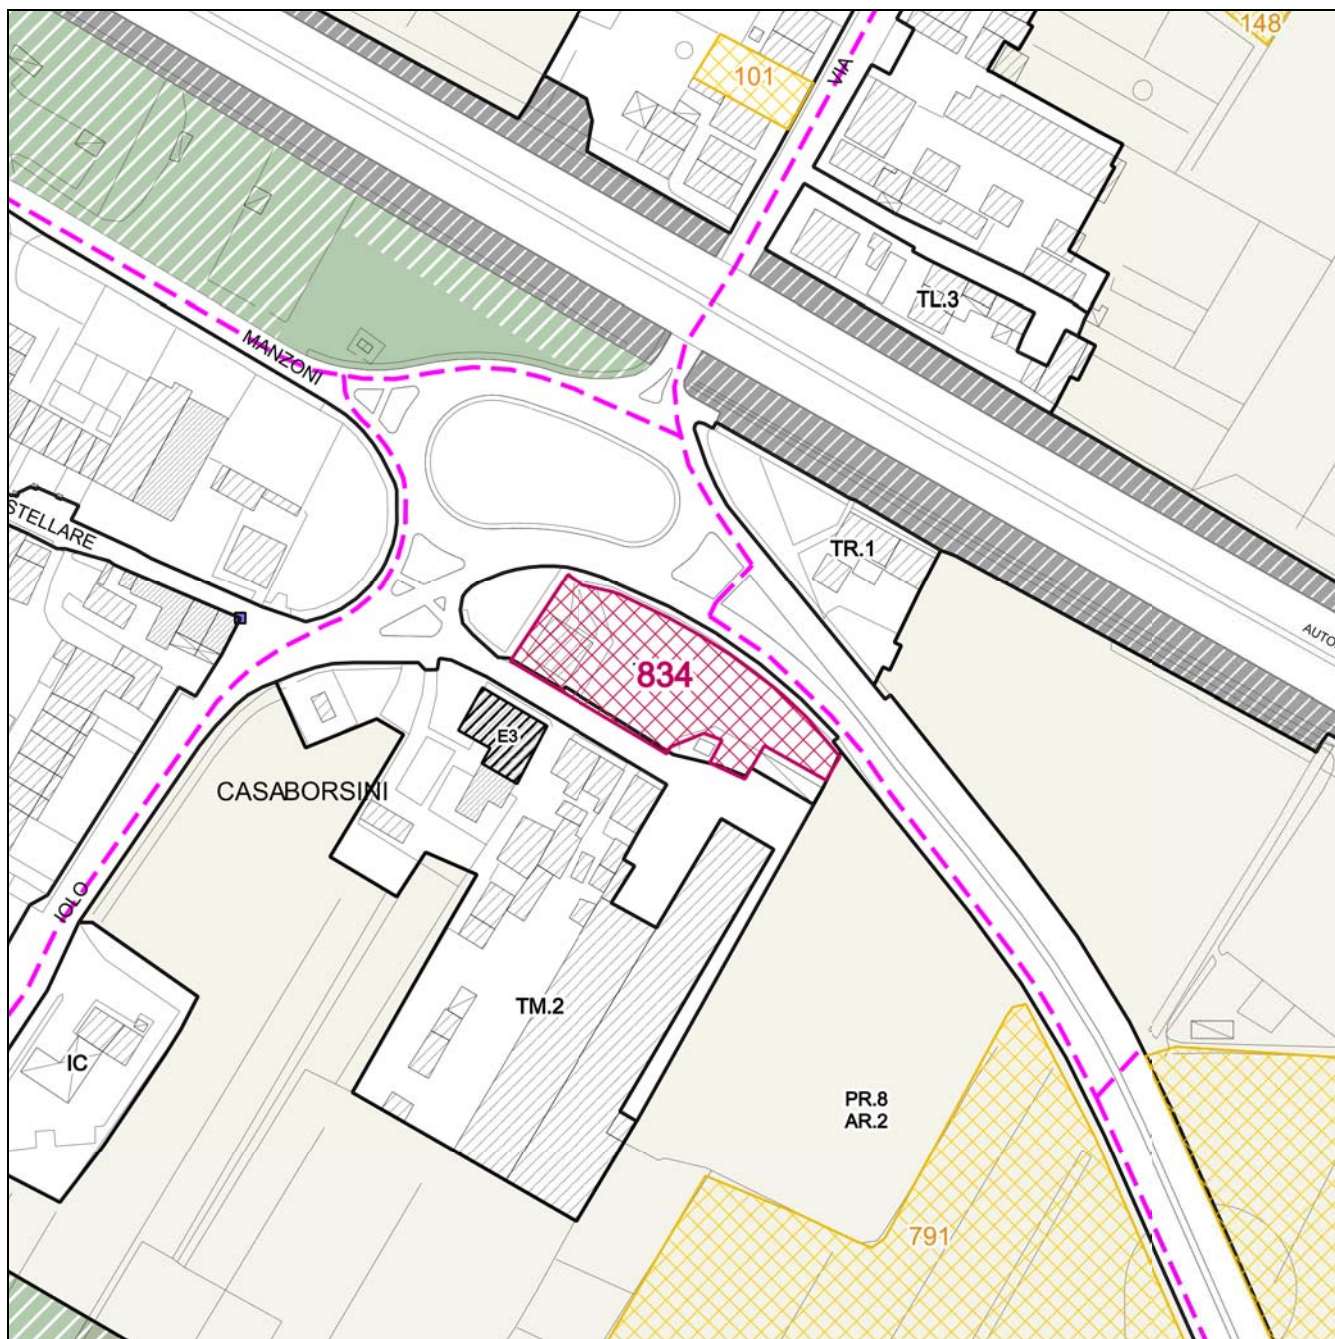 148
101
VIA
TL.3
MANZONI
STELLARE
TR.1
AUTO
834
E3
CASABORSINI
IOLO
TM.2
IC
PR.8
AR.2
791